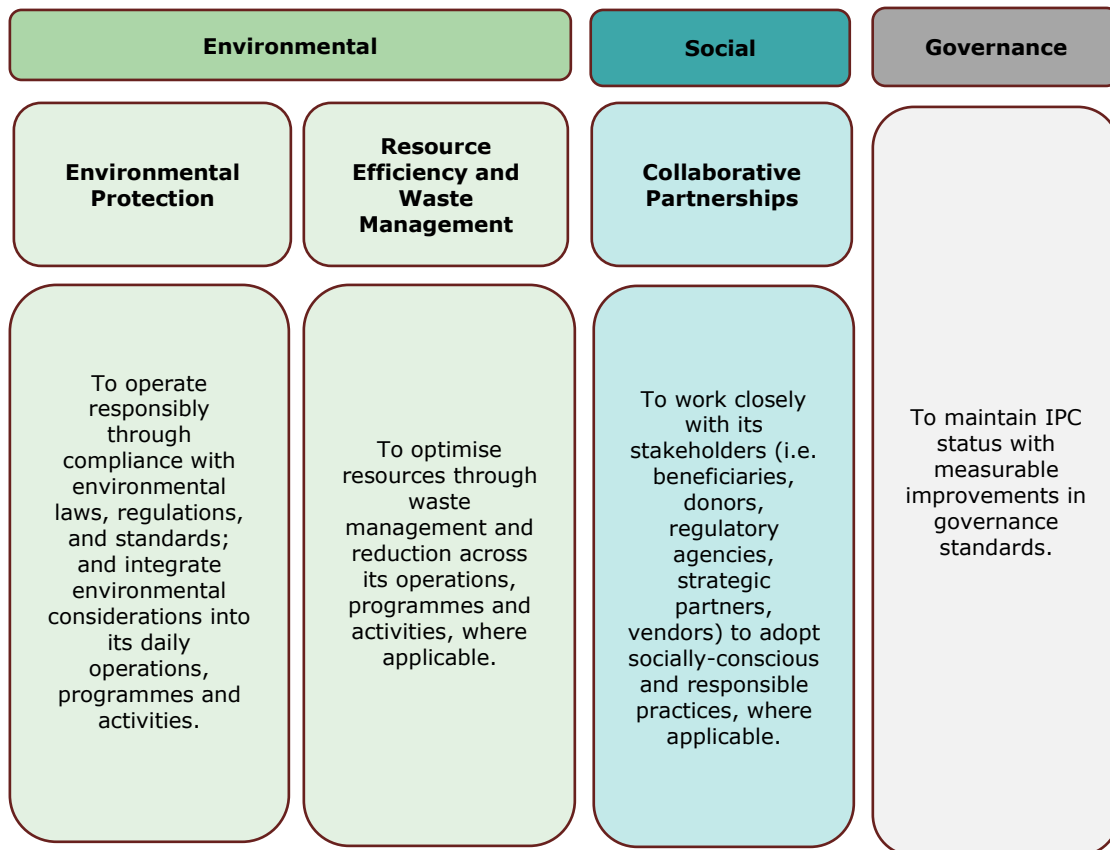 Environmental
Social
Governance
Environmental
Protection
Resource
Efficiency and
Waste
Management
Collaborative
Partnerships
To operate
responsibly
through
compliance with
environmental
laws, regulations,
and standards;
and integrate
environmental
considerations into
its daily
operations,
programmes and
activities.
To optimise
resources through
waste
management and
reduction across
its operations,
programmes and
activities, where
applicable.
To work closely
with its
stakeholders (i.e.
beneficiaries,
donors,
regulatory
agencies,
strategic
partners,
vendors) to adopt
socially-conscious
and responsible
practices, where
applicable.
To maintain IPC
status with
measurable
improvements in
governance
standards.